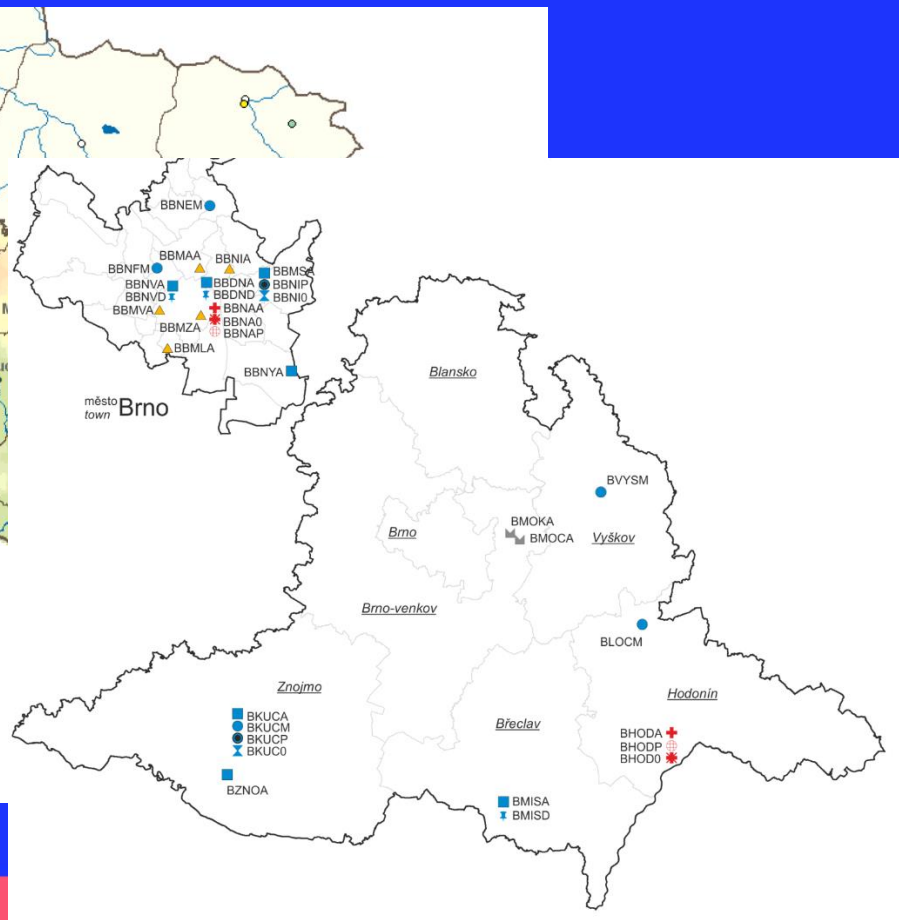 BBNEM
BBMAA
BBNIA
BBNFM
BBMSA
BBNVA
BBDNA
BBNIP
BBNVD
BBDND
BBNI0
BBMVA
BBNAA
BBNA0
BBMZA
BBNAP
BBMLA
BBNYA
město
town Brno
Blansko
BVYSM
BMOKA
Brno
BMOCA
Vyškov
Brno-venkov
BLOCM
Znojmo
Hodonín
BKUCA
BKUCM
Břeclav
BKUCP
BKUC0
BHODA
BHODP
BHOD0
BZNOA
BMISA
BMISD